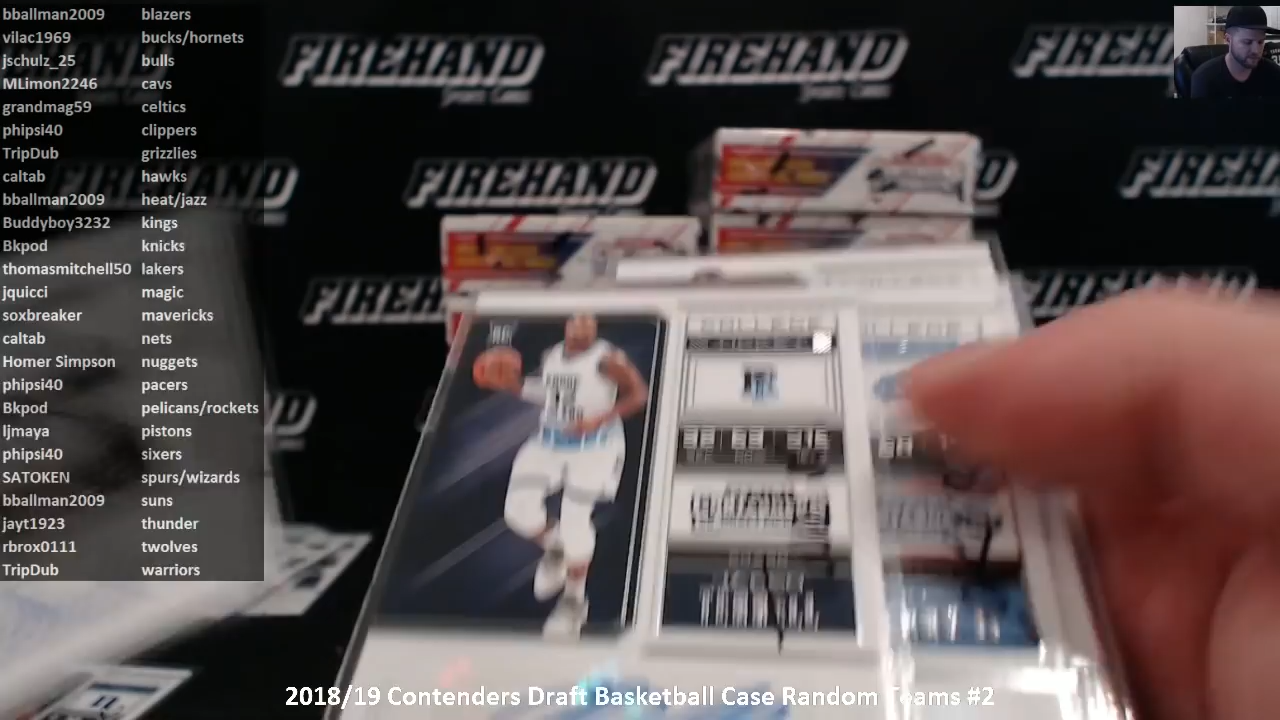 bballman2009 blazers
vilac1969 bucks/hornets
jschulz_25 bulls
MLimon2246 cavs
grandmag59 celtics
phipsi40 clippers
TripDub grizzlies
caltab hawks
bballman2009 heat/jazz
Buddyboy3232 kings
Bkpod knicks
thomasmitchell50 lakers
jquicci magic
soxbreaker mavericks
caltab nets
Homer Simpson nuggets
phipsi40 pacers
Bkpod pelicans/rockets
ljmaya pistons
phipsi40 sixers
SATOKEN spurs/wizards
bballman2009 suns
jayt1923 thunder
rbrox0111 twolves
TripDub warriors
FIREHAND
FIREHAND
FIREHAND
FIREHAND
FIREHAND
FIREHAND
COLLEGE
2018/19 Contenders Draft Basketball Case Random Teams #2